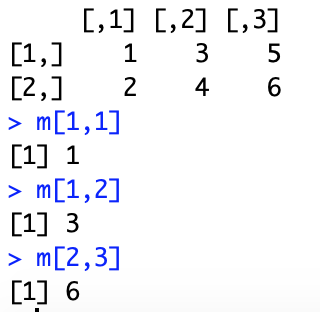 [,1] [,2] [,3]
[1,] 1 3 5
[2,] 2 4 6
> m[1,1]
[1] 1
> m[1,2]
[1] 3
> m[2,3]
[1] 6